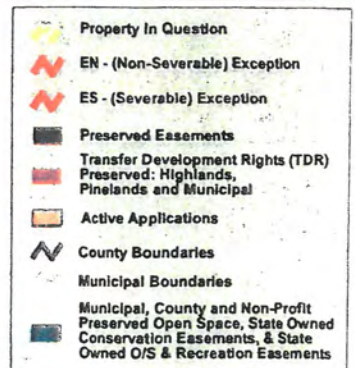 Property In Question
EN - (Non-Severable) Exception
ES - (Severable) Exception
Preserved Easements
Transfer Development Rights (TDR)
Preserved: Highlands,
Pinelands and Municipal
Active Applications
County Boundaries
Municipal Boundaries
Municipal, County and Non-Profit
Preserved Open Space, State Owned
Conservation Easements, & State
Owned O/S & Recreation Easements